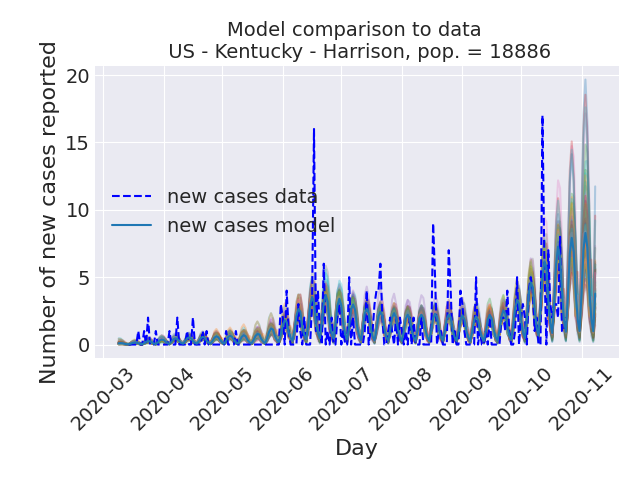 Model comparison to data
US - Kentucky - Harrison, pop. = 18886
Number of new cases reported
20
15
10
5
0
new cases data
new cases model
2020-03
2020-04
2020-05
2020-06
2020-07
2020-08
2020-09
2020-10
2020-11
Day